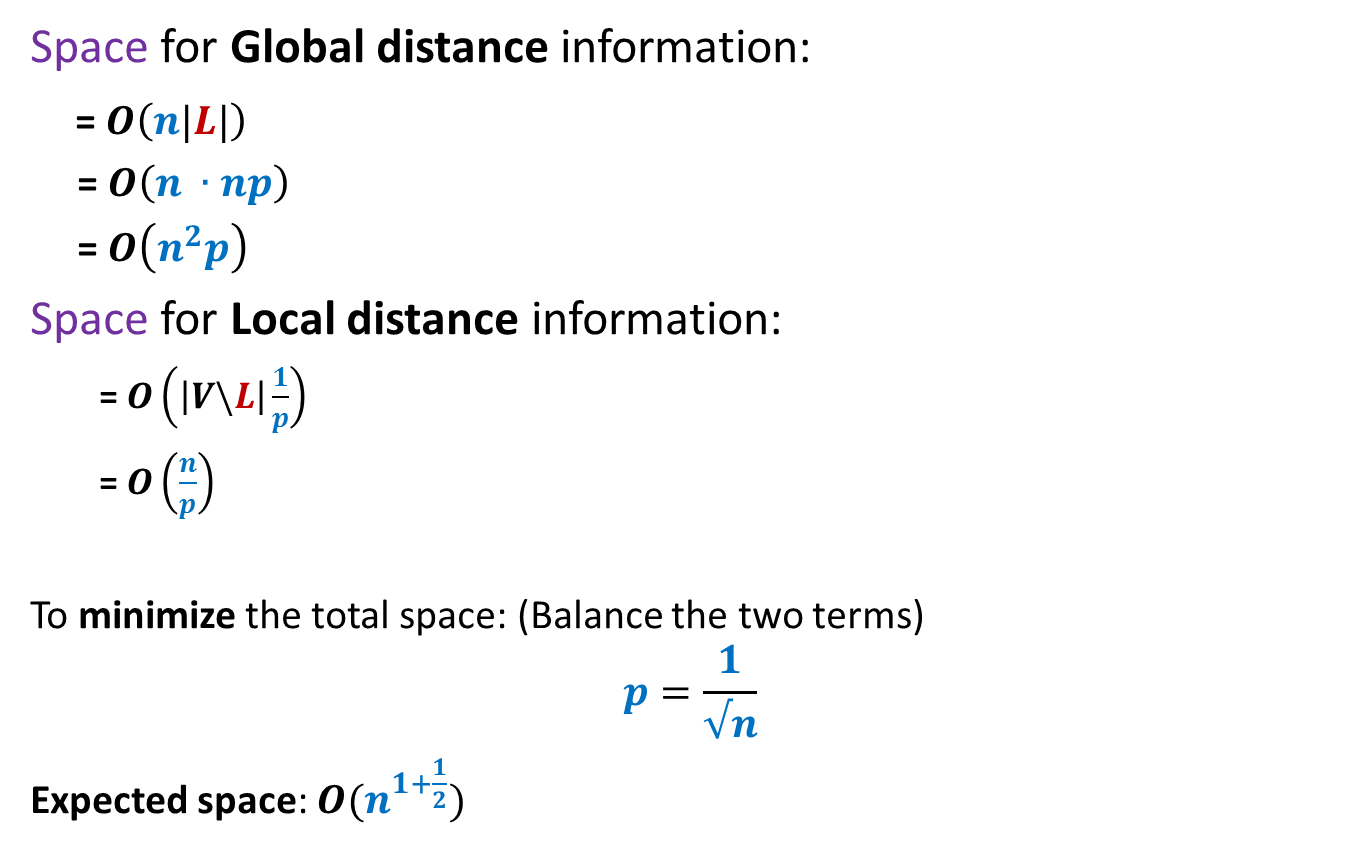 Space for Global distance information:
= O(n|L|)
= O(n · np)
= O(n²p)
Space for Local distance information:
= O(|V\L| 1/p)
= O(n/p)
To minimize the total space: (Balance the two terms)
p = 1/√n
Expected space: O(n^(1+1/2))